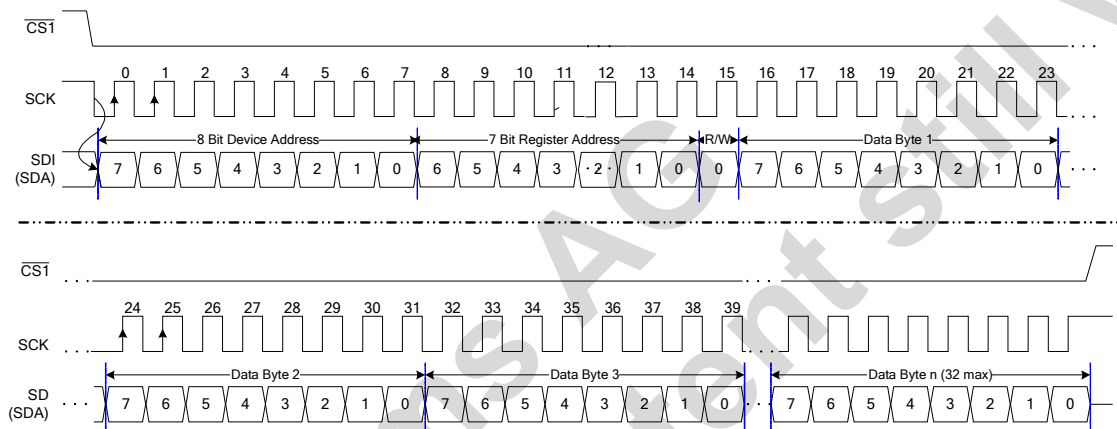 CS1
0 1 2 3 4 5 6 7 8 9 10 11 12 13 14 15 16 17 18 19 20 21 22 23
SCK
8 Bit Device Address 7 Bit Register Address R/W Data Byte 1
SDI
(SDA)
7 6 5 4 3 2 1 0 6 5 4 3 2 1 0 0 7 6 5 4 3 2 1 0
CS1
24 25 26 27 28 29 30 31 32 33 34 35 36 37 38 39
SCK
Data Byte 2 Data Byte 3 Data Byte n (32 max)
SD
(SDA)
7 6 5 4 3 2 1 0 7 6 5 4 3 2 1 0 7 6 5 4 3 2 1 0
AG
still